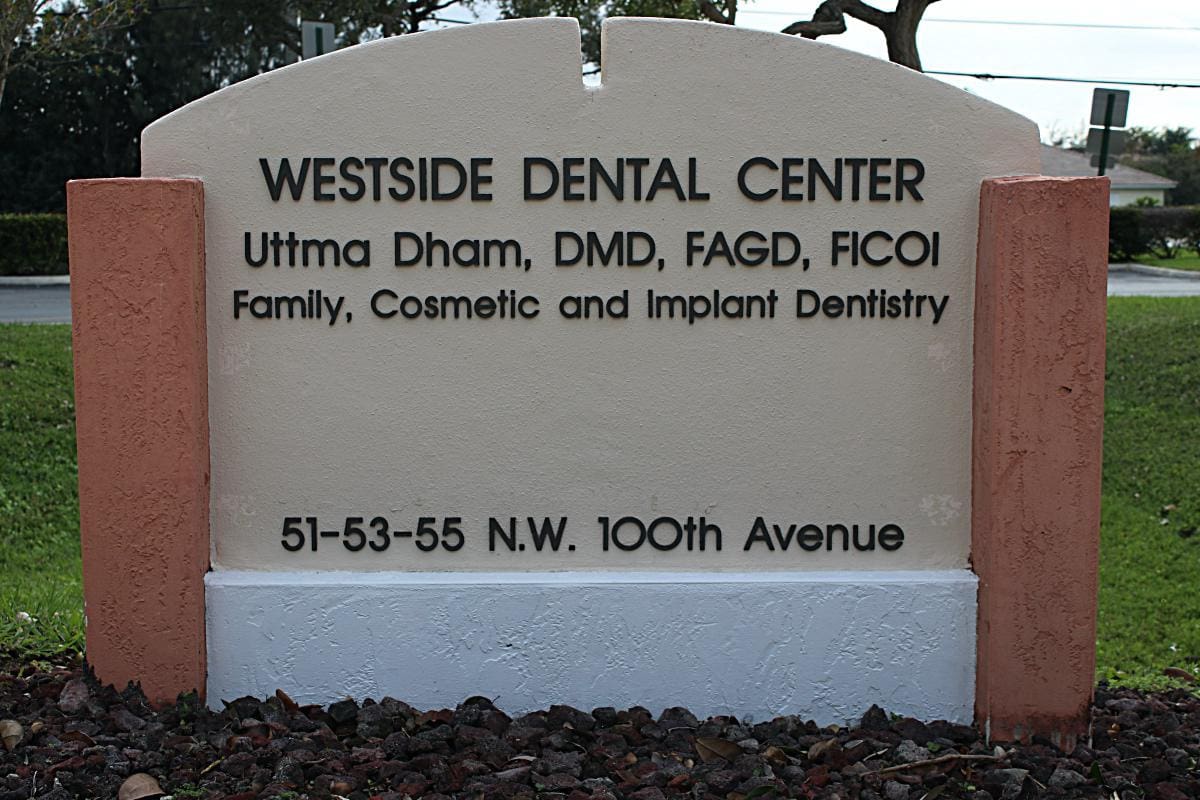 WESTSIDE DENTAL CENTER
Uttma Dham, DMD, FAGD, FICOI
Family, Cosmetic and Implant Dentistry
51-53-55 N.W. 100th Avenue